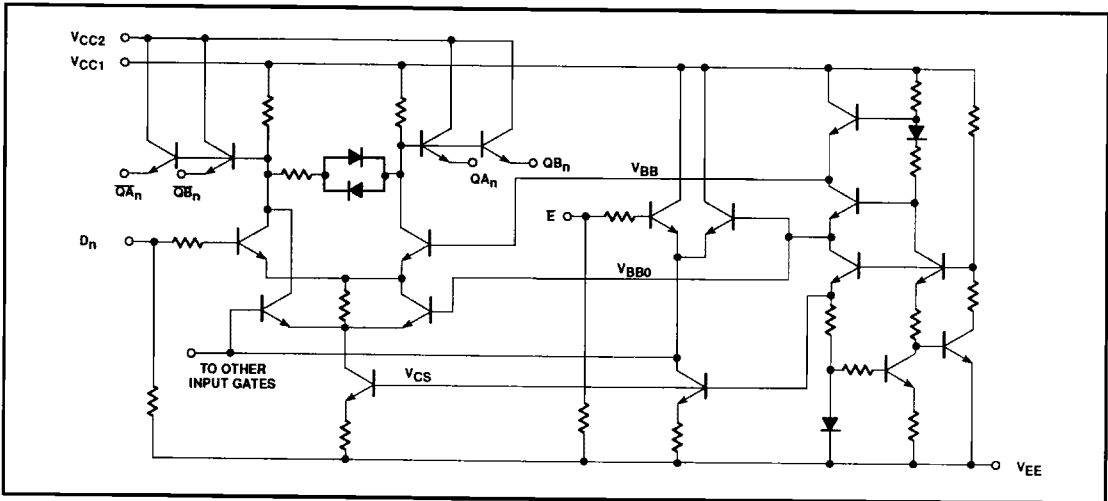 VCC2
VCC1
QAn
QBn
QAn
QBn
VBB
E
Dn
VBB0
TO OTHER
INPUT GATES
VCS
VEE